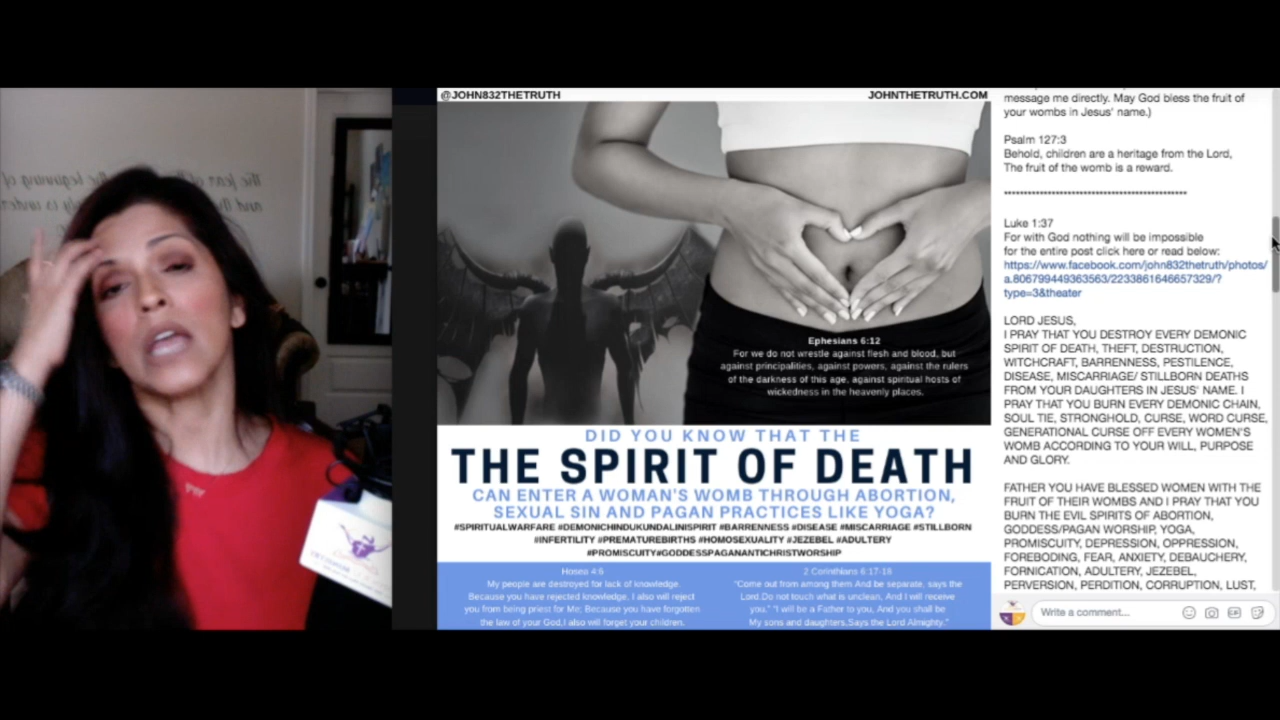 @JOHN832THETRUTH
JOHNTHETRUTH.COM
Ephesians 6:12
For we do not wrestle against flesh and blood, but
against principalities, against powers, against the rulers
of the darkness of this age, against spiritual hosts of
wickedness in the heavenly places.
DID YOU KNOW THAT THE
THE SPIRIT OF DEATH
CAN ENTER A WOMAN'S WOMB THROUGH ABORTION,
SEXUAL SIN AND PAGAN PRACTICES LIKE YOGA?
#SPIRITUALWARFARE #DEMONICHINDUKUNDALINISPIRIT #BARRENNESS #DISEASE #MISCARRIAGE #STILLBORN
#INFERTILITY #PREMATUREBIRTHS #HOMOSEXUALITY #JEZEBEL #ADULTERY
#PROMISCUITY#GODDESSPAGANANTICHRISTWORSHIP
Hosea 4:6
My people are destroyed for lack of knowledge.
Because you have rejected knowledge, I also will reject
you from being priest for Me; Because you have forgotten
the law of your God,I also will forget your children.
2 Corinthians 6:17-18
"Come out from among them And be separate, says the
Lord.Do not touch what is unclean, And I will receive
you." "I will be a Father to you, And you shall be
My sons and daughters.Says the Lord Almighty."
message me directly. May God bless the fruit of
your wombs in Jesus' name.)
Psalm 127:3
Behold, children are a heritage from the Lord,
The fruit of the womb is a reward.
***********************************************
Luke 1:37
For with God nothing will be impossible
for the entire post click here or read below:
https://www.facebook.com/john832thetruth/photos/
a.806799449363563/2233861646657329/?
type=3&theater
LORD JESUS,
I PRAY THAT YOU DESTROY EVERY DEMONIC
SPIRIT OF DEATH, THEFT, DESTRUCTION,
WITCHCRAFT, BARRENNESS, PESTILENCE,
DISEASE, MISCARRIAGE/ STILLBORN DEATHS
FROM YOUR DAUGHTERS IN JESUS' NAME. I
PRAY THAT YOU BURN EVERY DEMONIC CHAIN,
SOUL TIE, STRONGHOLD, CURSE, WORD CURSE,
GENERATIONAL CURSE OFF EVERY WOMEN'S
WOMB ACCORDING TO YOUR WILL, PURPOSE
AND GLORY.
FATHER YOU HAVE BLESSED WOMEN WITH THE
FRUIT OF THEIR WOMBS AND I PRAY THAT YOU
BURN THE EVIL SPIRITS OF ABORTION,
GODDESS/PAGAN WORSHIP, YOGA,
PROMISCUITY, DEPRESSION, OPPRESSION,
FOREBODING, FEAR, ANXIETY, DEBAUCHERY,
FORNICATION, ADULTERY, JEZEBEL,
PERVERSION, PERDITION, CORRUPTION, LUST,
Write a comment...